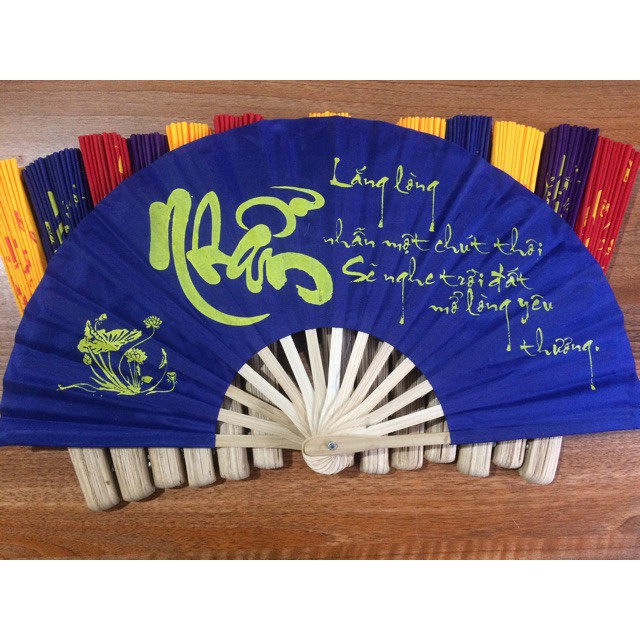 Nhẫn
Lắng lòng
nhẫn một chút thôi
Sẽ nghe trời đất
mở lòng yêu
thương.